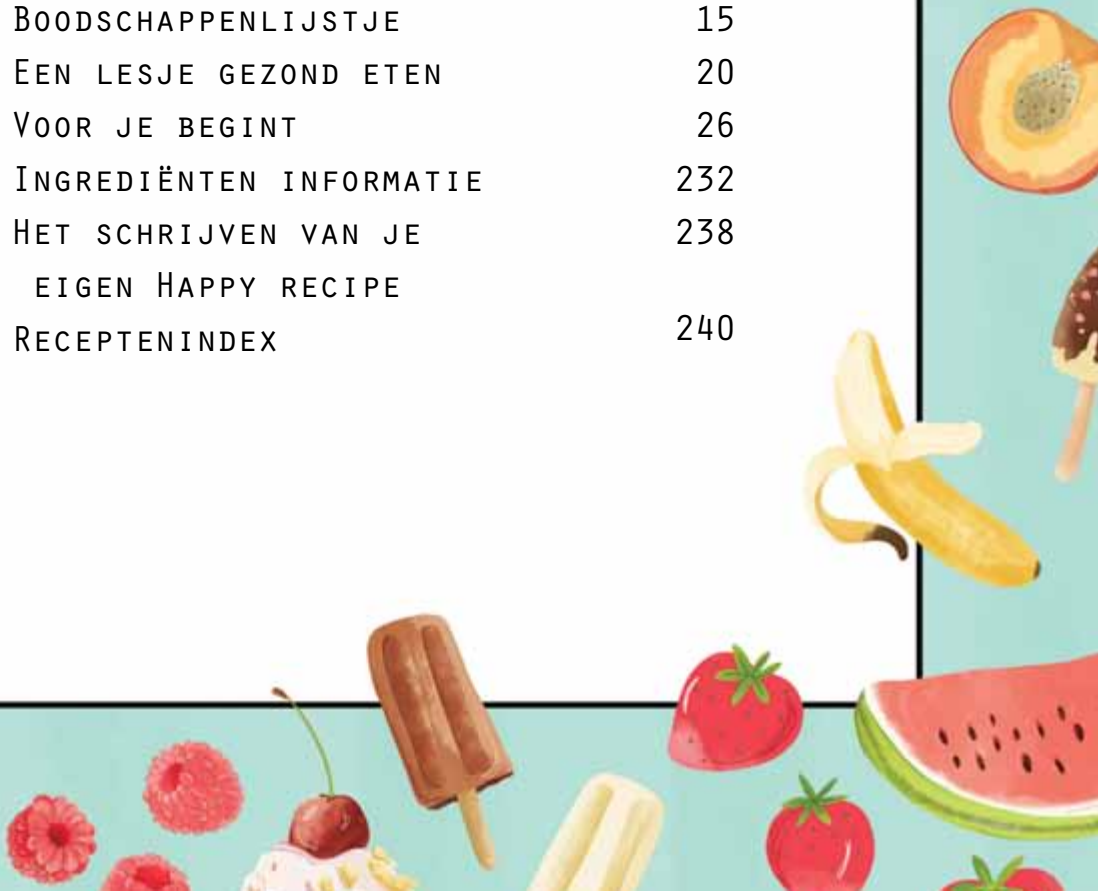 Boodschappenlijstje 15
Een lesje gezond eten 20
Voor je begint 26
Ingrediënten informatie 232
Het schrijven van je 238
eigen Happy recipe
Receptenindex 240